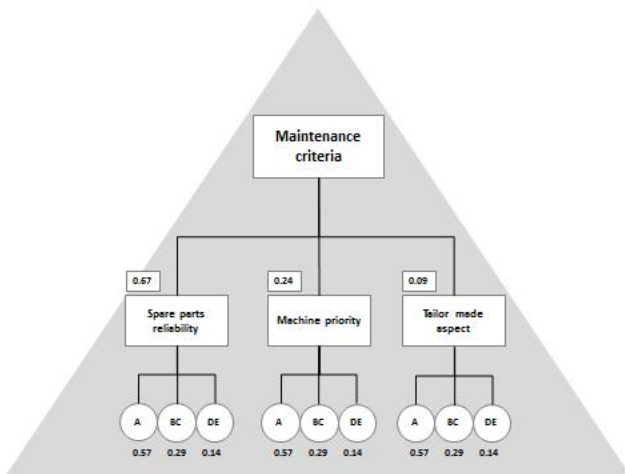 Maintenance
criteria
0.67
0.24
0.09
Spare parts
reliability
Machine priority
Tailor made
aspect
A
BC
DE
A
BC
DE
A
BC
DE
0.57
0.29
0.14
0.57
0.29
0.14
0.57
0.29
0.14